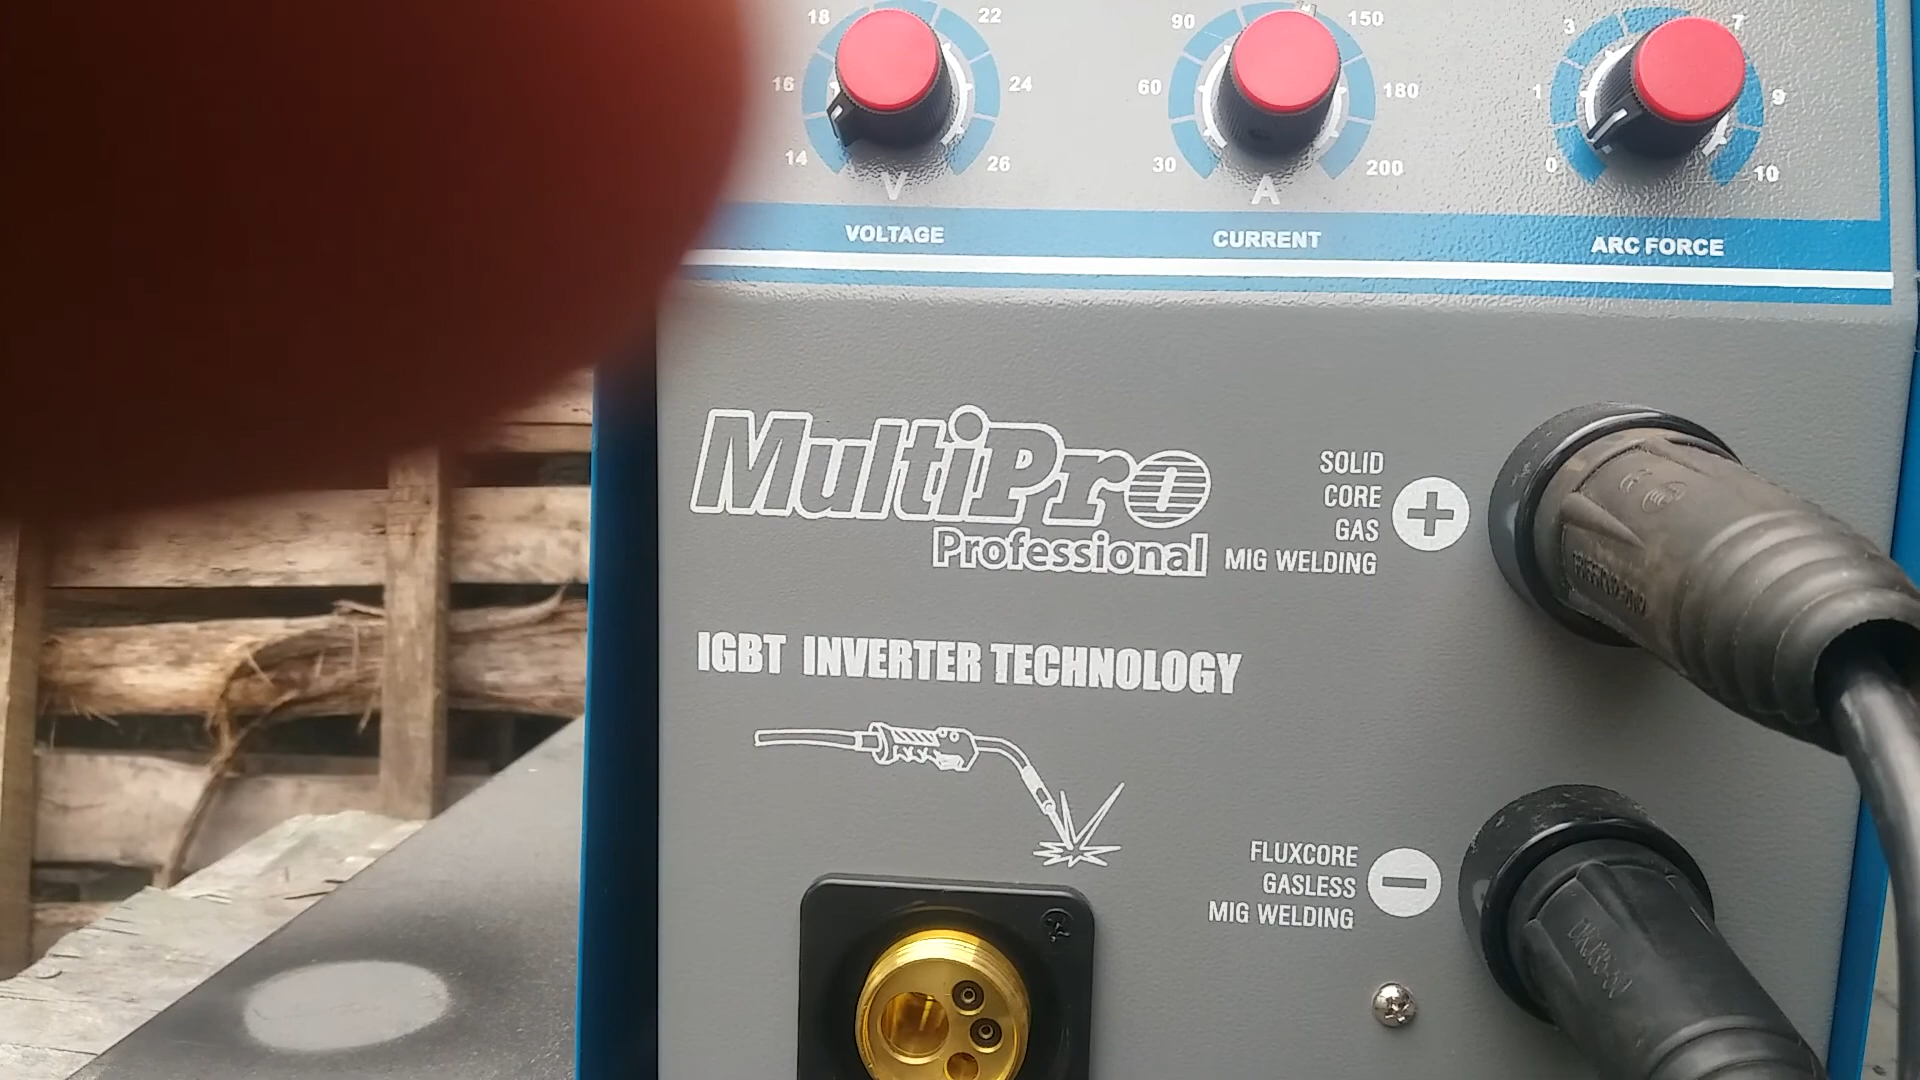 18 22
16 24
14 26
V
VOLTAGE
90 150
60 180
30 200
A
CURRENT
3 7
1 9
0 10
ARC FORCE
MultiPro
Professional
SOLID
CORE
GAS
MIG WELDING
+
IGBT INVERTER TECHNOLOGY
FLUXCORE
GASLESS
MIG WELDING
−